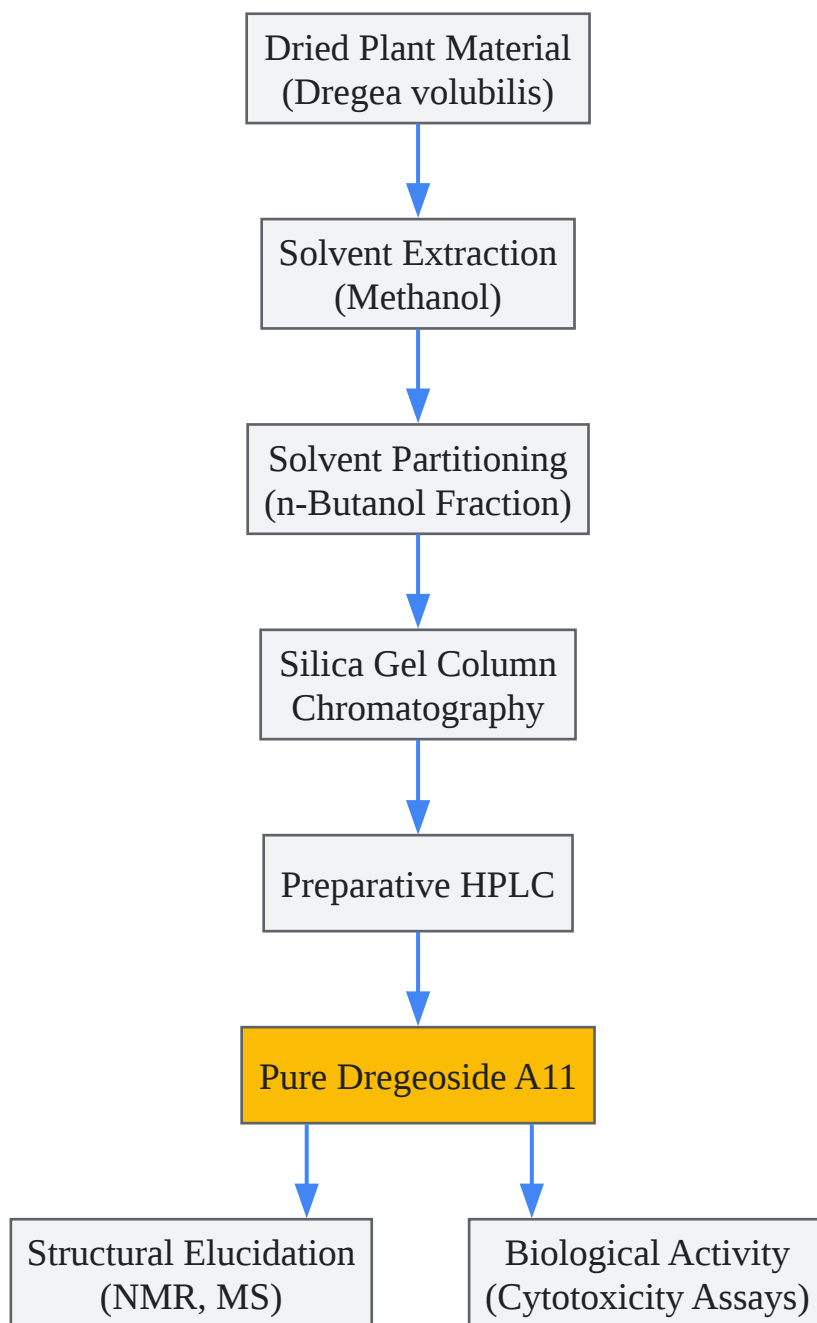 Dried Plant Material
(Dregea volubilis)
Solvent Extraction
(Methanol)
Solvent Partitioning
(n-Butanol Fraction)
Silica Gel Column
Chromatography
Preparative HPLC
Pure Dregeoside A11
Structural Elucidation
(NMR, MS)
Biological Activity
(Cytotoxicity Assays)